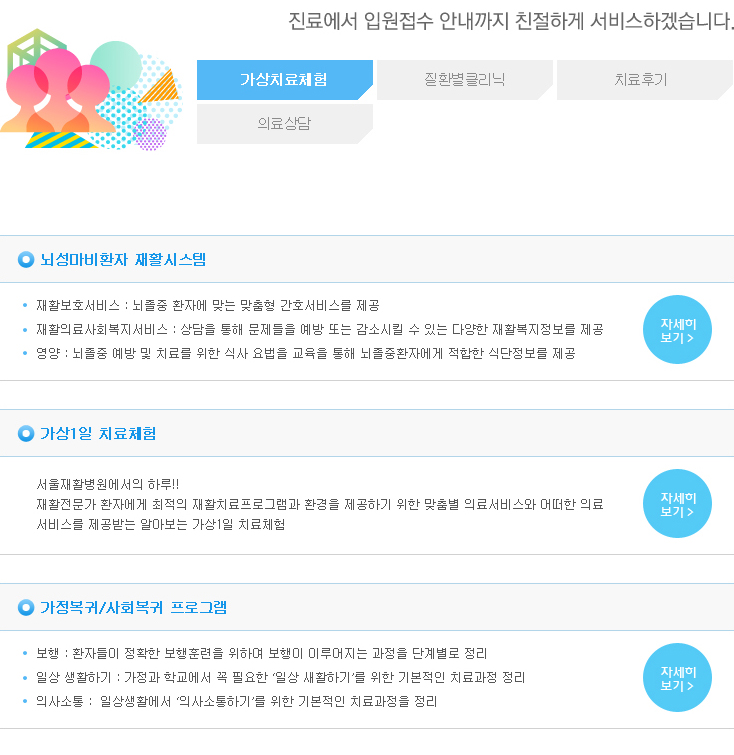 진료에서 입원접수 안내까지 친절하게 서비스하겠습니다.
가상치료체험
질환별클리닉
치료후기
의료상담
뇌성마비환자 재활시스템
재활보호서비스 : 뇌졸중 환자에 맞는 맞춤형 간호서비스를 제공
재활의료사회복지서비스 : 상담을 통해 문제들을 예방 또는 감소시킬 수 있는 다양한 재활복지정보를 제공
영양 : 뇌졸중 예방 및 치료를 위한 식사 요법을 교육을 통해 뇌졸중환자에게 적합한 식단정보를 제공
자세히
보기 >
가상1일 치료체험
서울재활병원에서의 하루!!
재활전문가 환자에게 최적의 재활치료프로그램과 환경을 제공하기 위한 맞춤별 의료서비스와 어떠한 의료
서비스를 제공받는 알아보는 가상1일 치료체험
자세히
보기 >
가정복귀/사회복귀 프로그램
보행 : 환자들이 정확한 보행훈련을 위하여 보행이 이루어지는 과정을 단계별로 정리
일상 생활하기 : 가정과 학교에서 꼭 필요한 '일상 새활하기'를 위한 기본적인 치료과정 정리
의사소통 : 일상생활에서 '의사소통하기'를 위한 기본적인 치료과정을 정리
자세히
보기 >